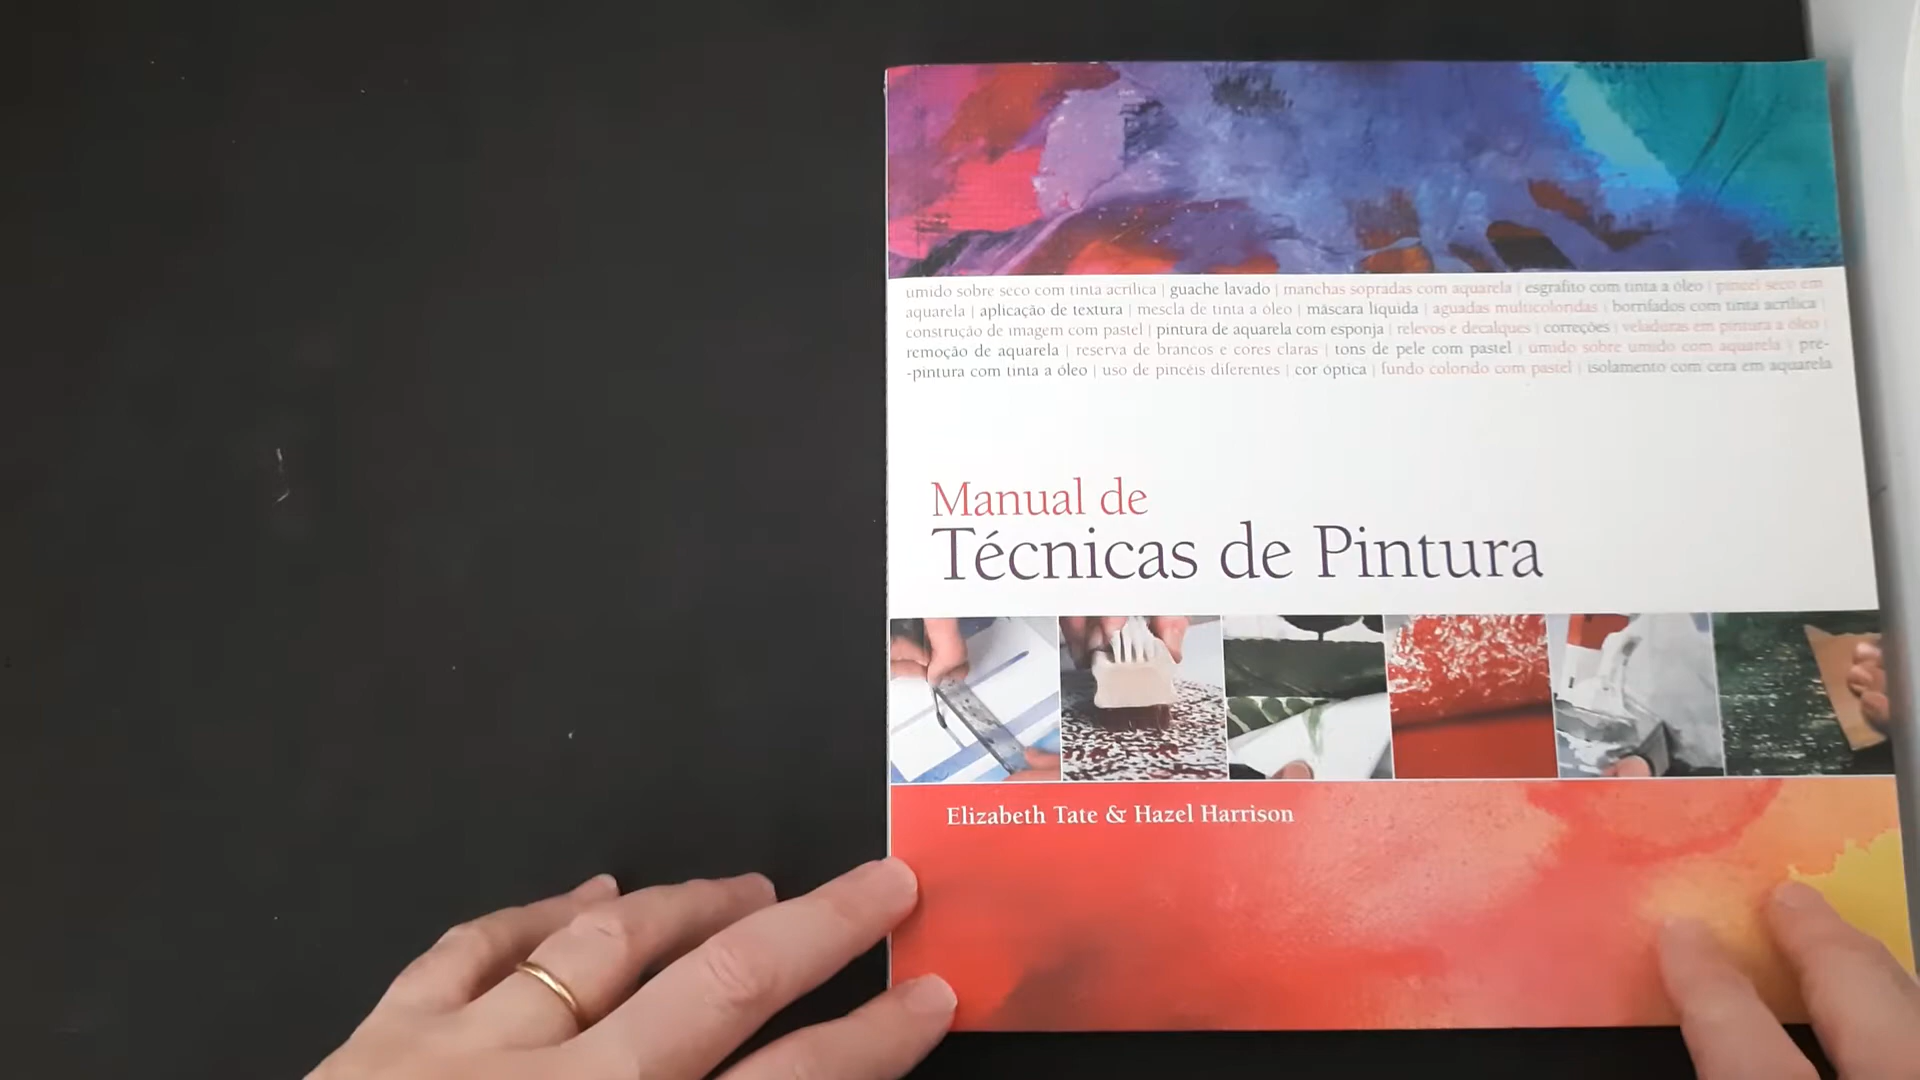 umido sobre seco com tinta acrílica | guache lavado | manchas sopradas com aquarela | esgrafito com tinta a óleo | pincel seco em
aquarela | aplicação de textura | mescla de tinta a óleo | máscara líquida | aguadas multicoloridas | borrifados com tinta acrílica |
construção de imagem com pastel | pintura de aquarela com esponja | relevos e decalques | correções | veladuras em pintura a óleo |
remoção de aquarela | reserva de brancos e cores claras | tons de pele com pastel | umido sobre umido com aquarela | pré-
-pintura com tinta a óleo | uso de pincéis diferentes | cor óptica | fundo colorido com pastel | isolamento com cera em aquarela
Manual de
Técnicas de Pintura
Elizabeth Tate & Hazel Harrison